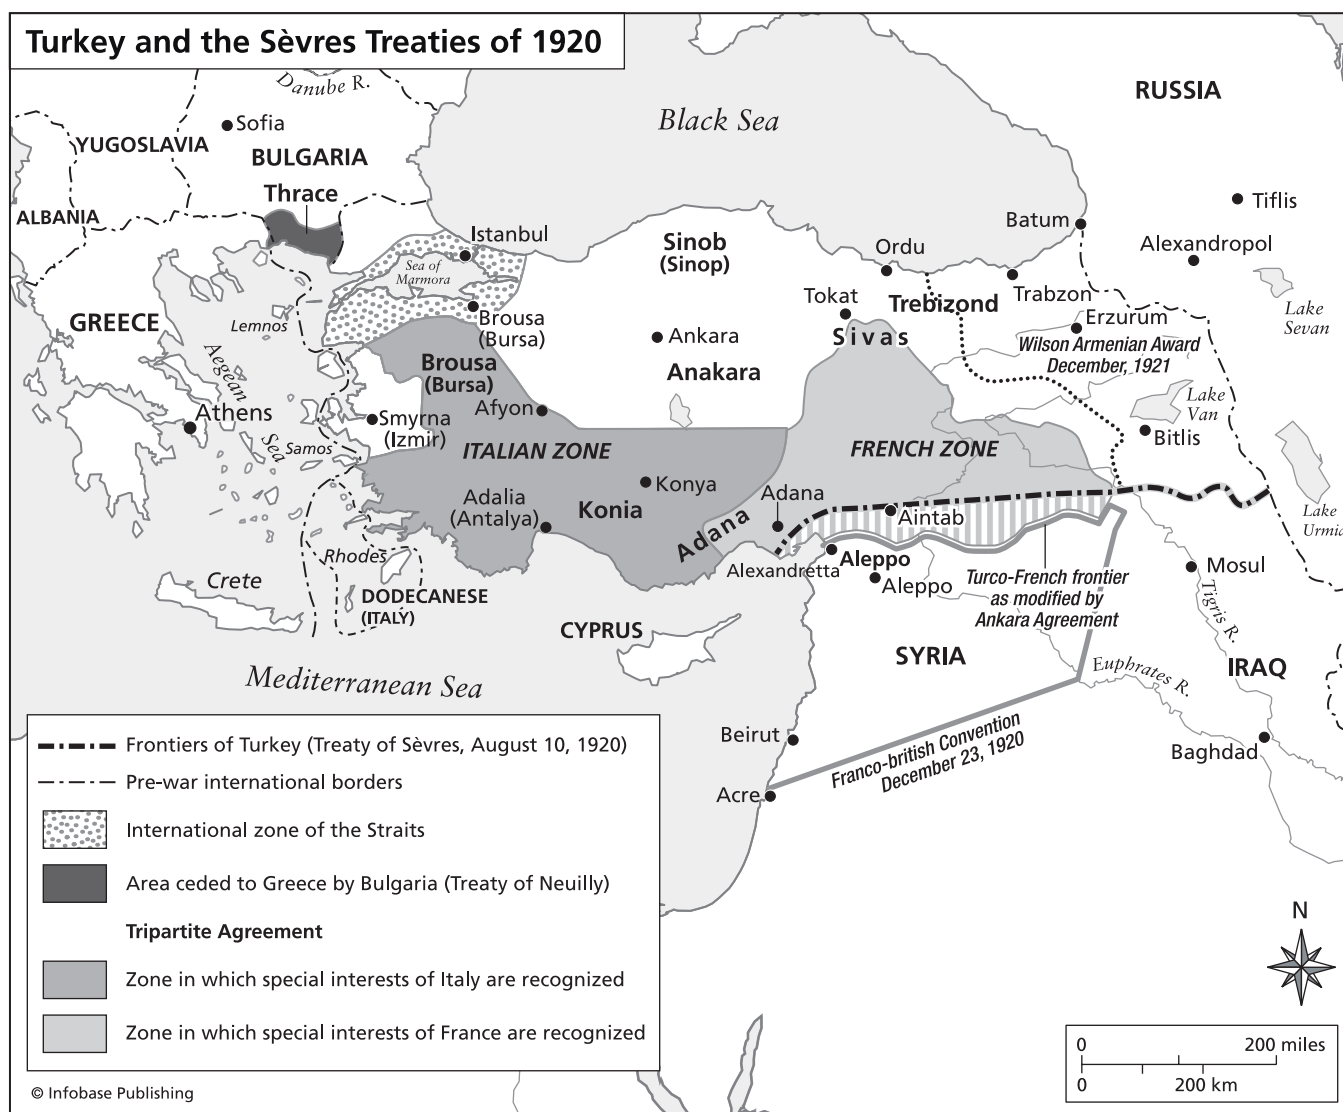 Turkey and the Sèvres Treaties of 1920
Danube R.
RUSSIA
Black Sea
Sofia
YUGOSLAVIA
BULGARIA
Thrace
ALBANIA
Tiflis
Batum
Istanbul
Sinob
(Sinop)
Ordu
Alexandropol
Sea of
Marmora
Tokat
Trebizond
Trabzon
Lake
Sevan
GREECE
Lemnos
Brousa
(Bursa)
Ankara
Sivas
Erzurum
Wilson Armenian Award
December, 1921
Brousa
(Bursa)
Anakara
Aegean
Sea
Lake
Van
Athens
Smyrna
(Izmir)
Afyon
Bitlis
Samos
ITALIAN ZONE
FRENCH ZONE
Konya
Adalia
(Antalya)
Konia
Adana
Adana
Aintab
Lake
Urmia
Rhodes
Alexandretta
Aleppo
Aleppo
Mosul
Crete
DODECANESE
(ITALY)
Turco-French frontier
as modified by
Ankara Agreement
Tigris R.
CYPRUS
SYRIA
Euphrates R.
IRAQ
Mediterranean Sea
Beirut
Franco-british Convention
December 23, 1920
Baghdad
Acre
Frontiers of Turkey (Treaty of Sèvres, August 10, 1920)
Pre-war international borders
International zone of the Straits
Area ceded to Greece by Bulgaria (Treaty of Neuilly)
Tripartite Agreement
Zone in which special interests of Italy are recognized
Zone in which special interests of France are recognized
N
0 200 miles
0 200 km
© Infobase Publishing